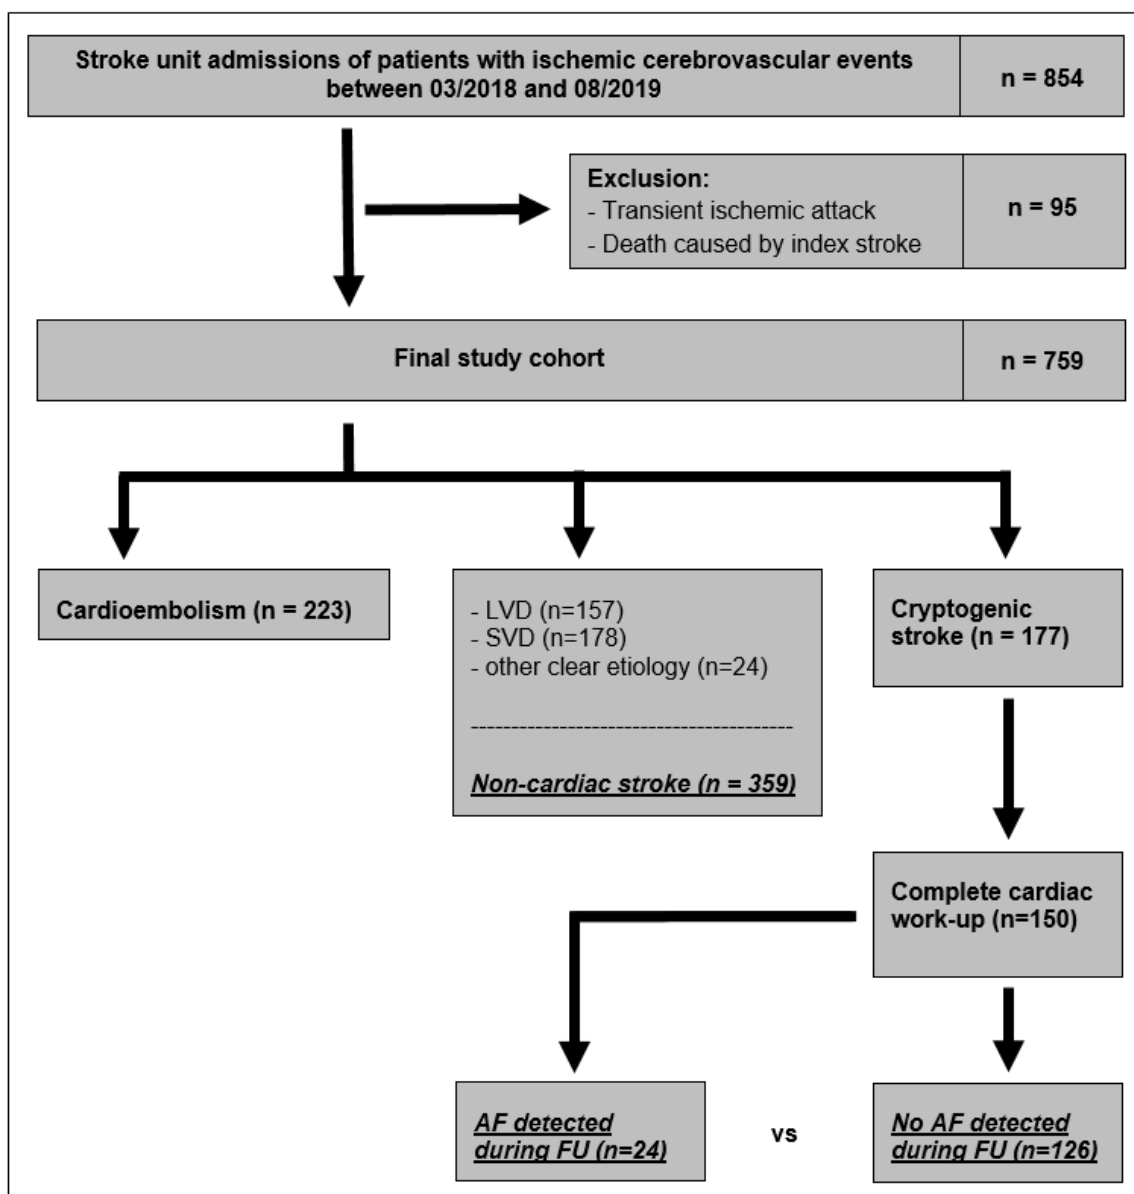 Stroke unit admissions of patients with ischemic cerebrovascular events
between 03/2018 and 08/2019
n = 854
Exclusion:
- Transient ischemic attack
- Death caused by index stroke
n = 95
Final study cohort
n = 759
Cardioembolism (n = 223)
- LVD (n=157)
- SVD (n=178)
- other clear etiology (n=24)
---------------------------------------
Non-cardiac stroke (n = 359)
Cryptogenic
stroke (n = 177)
Complete cardiac
work-up (n=150)
AF detected
during FU (n=24)
vs
No AF detected
during FU (n=126)